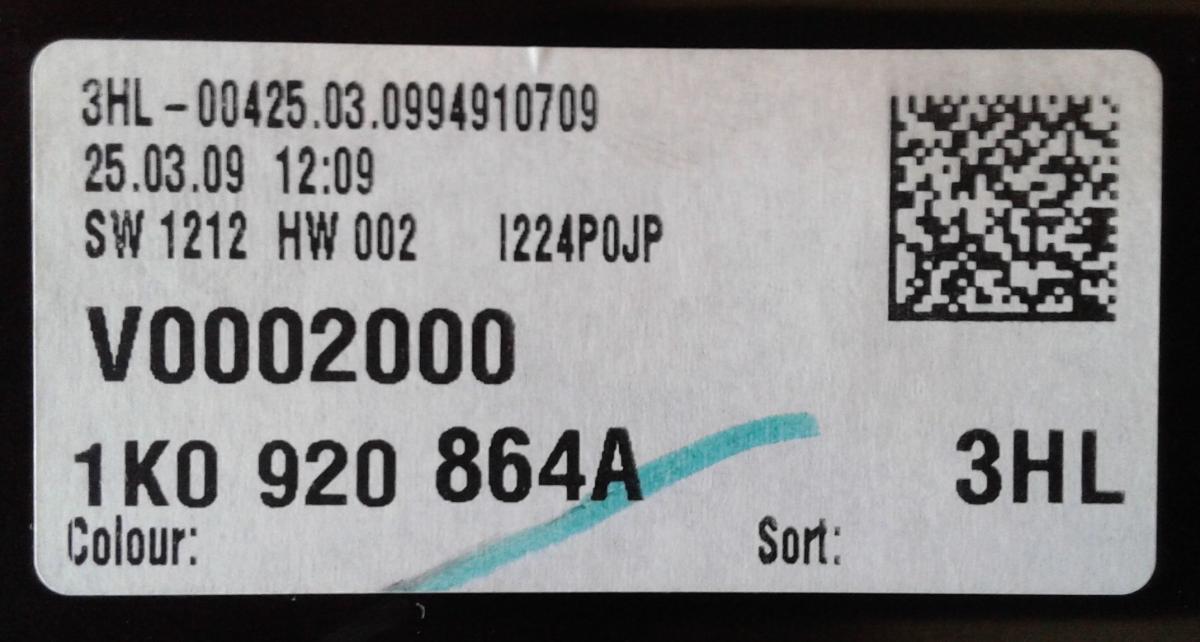 3HL-00425.03.0994910709
25.03.09 12:09
SW 1212 HW 002 I224P0JP
V0002000
1K0 920 864A 3HL
Colour: Sort: